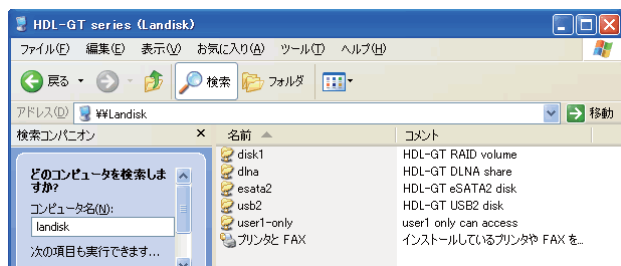 HDL-GT series (Landisk)
ファイル(F) 編集(E) 表示(V) お気に入り(A) ツール(T) ヘルプ(H)
戻る 検索 フォルダ
アドレス(D) ¥¥Landisk 移動
検索コンパニオン × 名前 コメント
disk1 HDL-GT RAID volume
dlna HDL-GT DLNA share
esata2 HDL-GT eSATA2 disk
usb2 HDL-GT USB2 disk
user1-only user1 only can access
プリンタと FAX インストールしているプリンタや FAX を...
どのコンピュータを検索しま
すか?
コンピュータ名(N):
landisk
次の項目も実行できます...